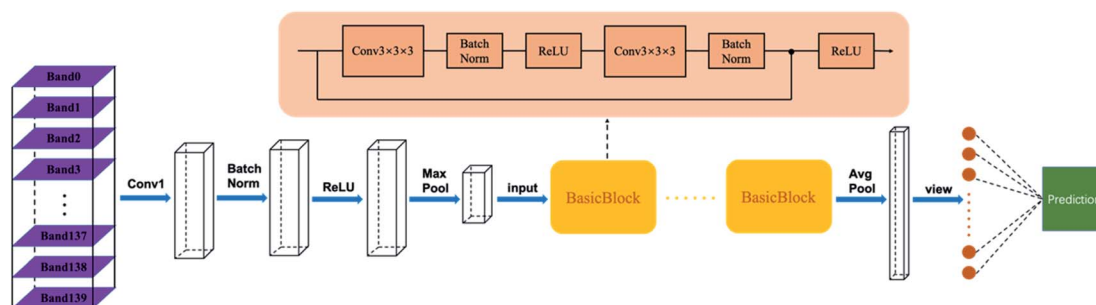 Conv3×3×3
Batch
Norm
ReLU
Conv3×3×3
Batch
Norm
ReLU
Band0
Band1
Band2
Band3
Band137
Band138
Band139
Conv1
Batch
Norm
ReLU
Max
Pool
input
BasicBlock
BasicBlock
Avg
Pool
view
Prediction